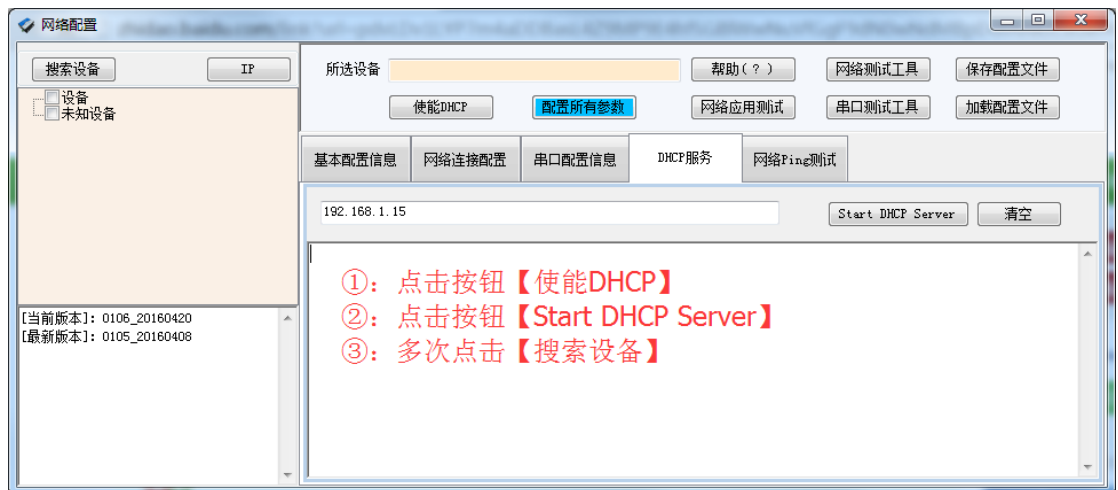 网络配置
搜索设备 IP
设备
未知设备
[当前版本]: 0106_20160420
[最新版本]: 0105_20160408
所选设备 帮助(?) 网络测试工具 保存配置文件
使能DHCP 配置所有参数 网络应用测试 串口测试工具 加载配置文件
基本配置信息 网络连接配置 串口配置信息 DHCP服务 网络Ping测试
192.168.1.15 Start DHCP Server 清空
①：点击按钮【使能DHCP】
②：点击按钮【Start DHCP Server】
③：多次点击【搜索设备】